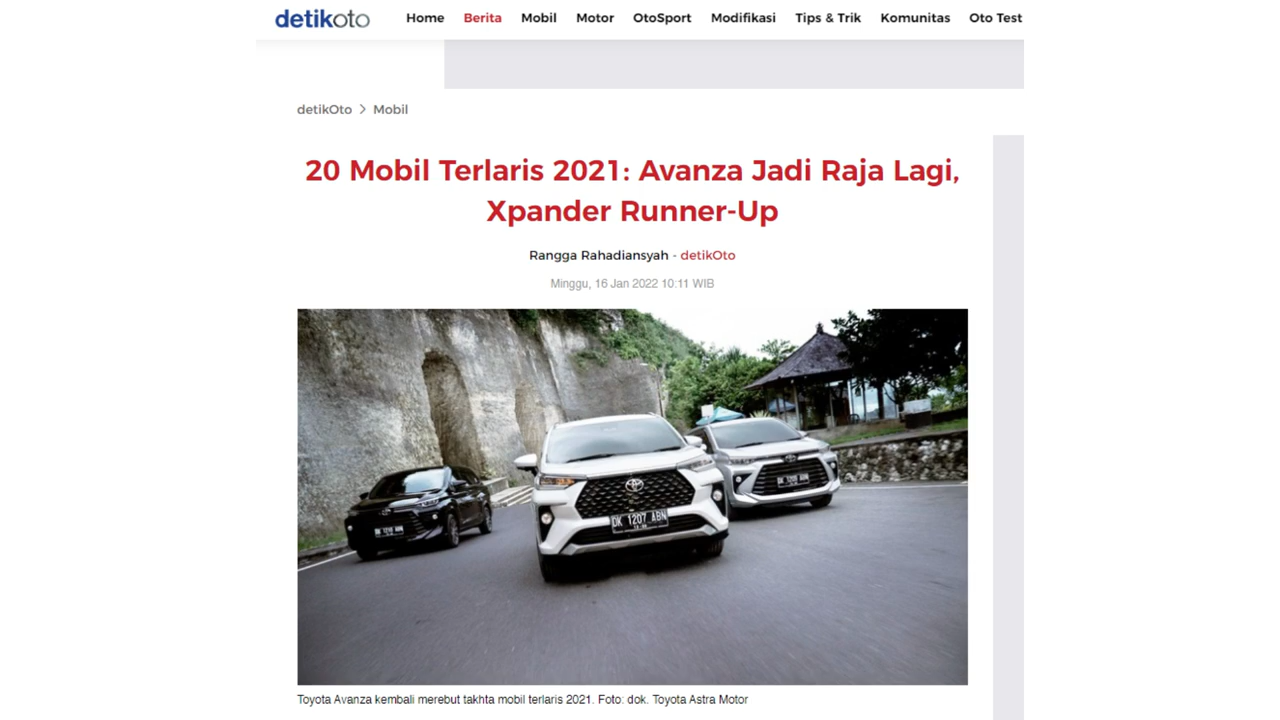 detikoto Home Berita Mobil Motor OtoSport Modifikasi Tips & Trik Komunitas Oto Test
detikOto > Mobil
20 Mobil Terlaris 2021: Avanza Jadi Raja Lagi,
Xpander Runner-Up
Rangga Rahadiansyah - detikOto
Minggu, 16 Jan 2022 10:11 WIB
DK 1207 ABN
Toyota Avanza kembali merebut takhta mobil terlaris 2021. Foto: dok. Toyota Astra Motor